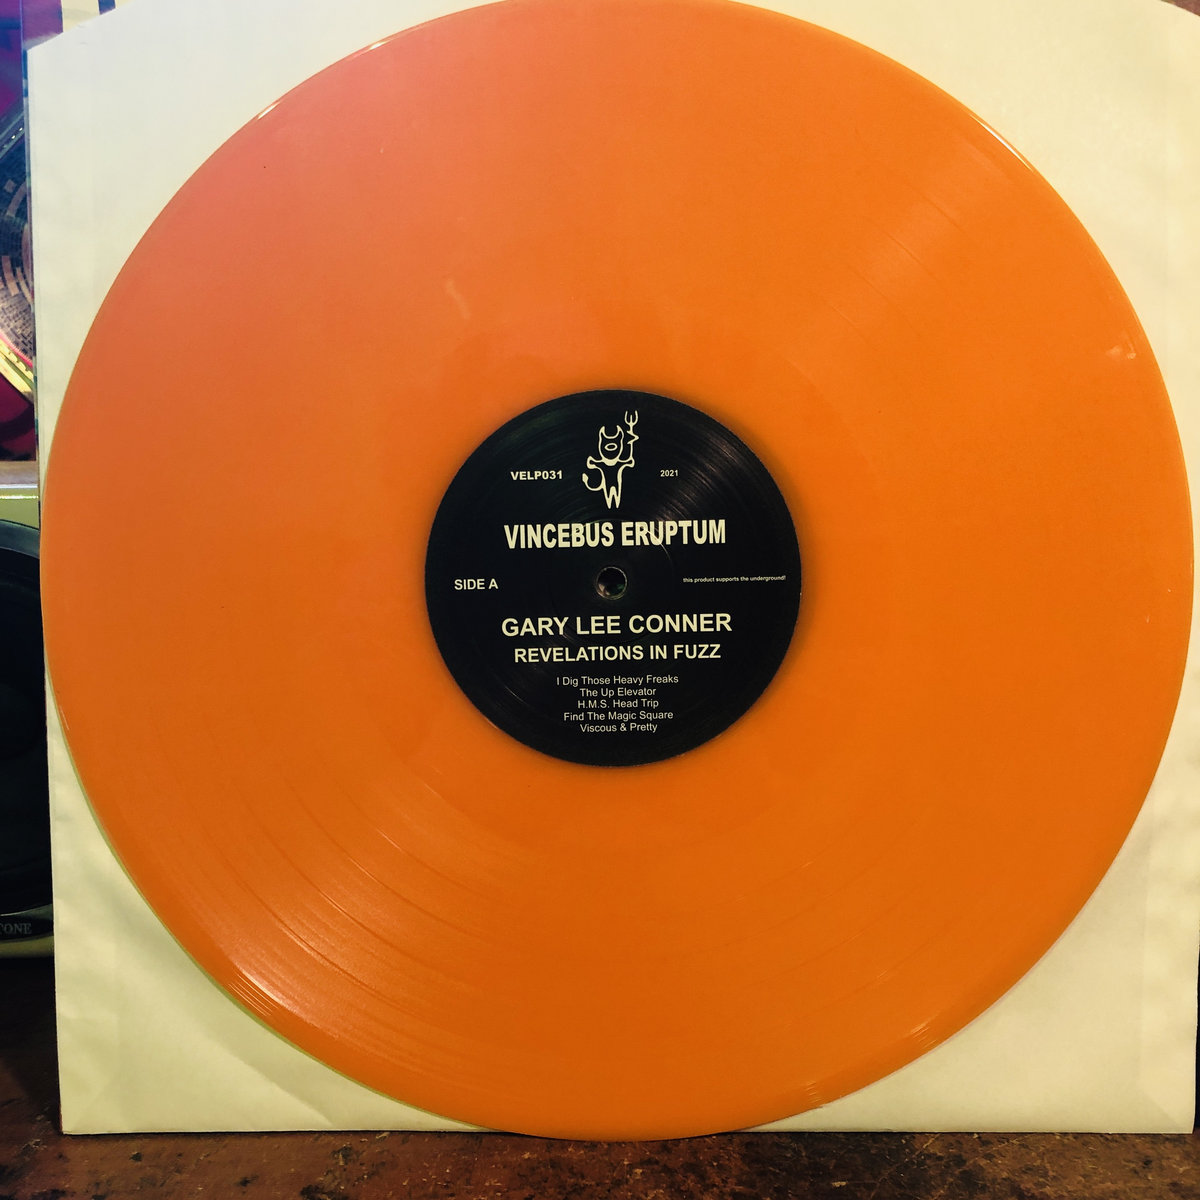 VELP031
2021
VINCEBUS ERUPTUM
SIDE A
this product supports the underground!
GARY LEE CONNER
REVELATIONS IN FUZZ
I Dig Those Heavy Freaks
The Up Elevator
H.M.S. Head Trip
Find The Magic Square
Viscous & Pretty